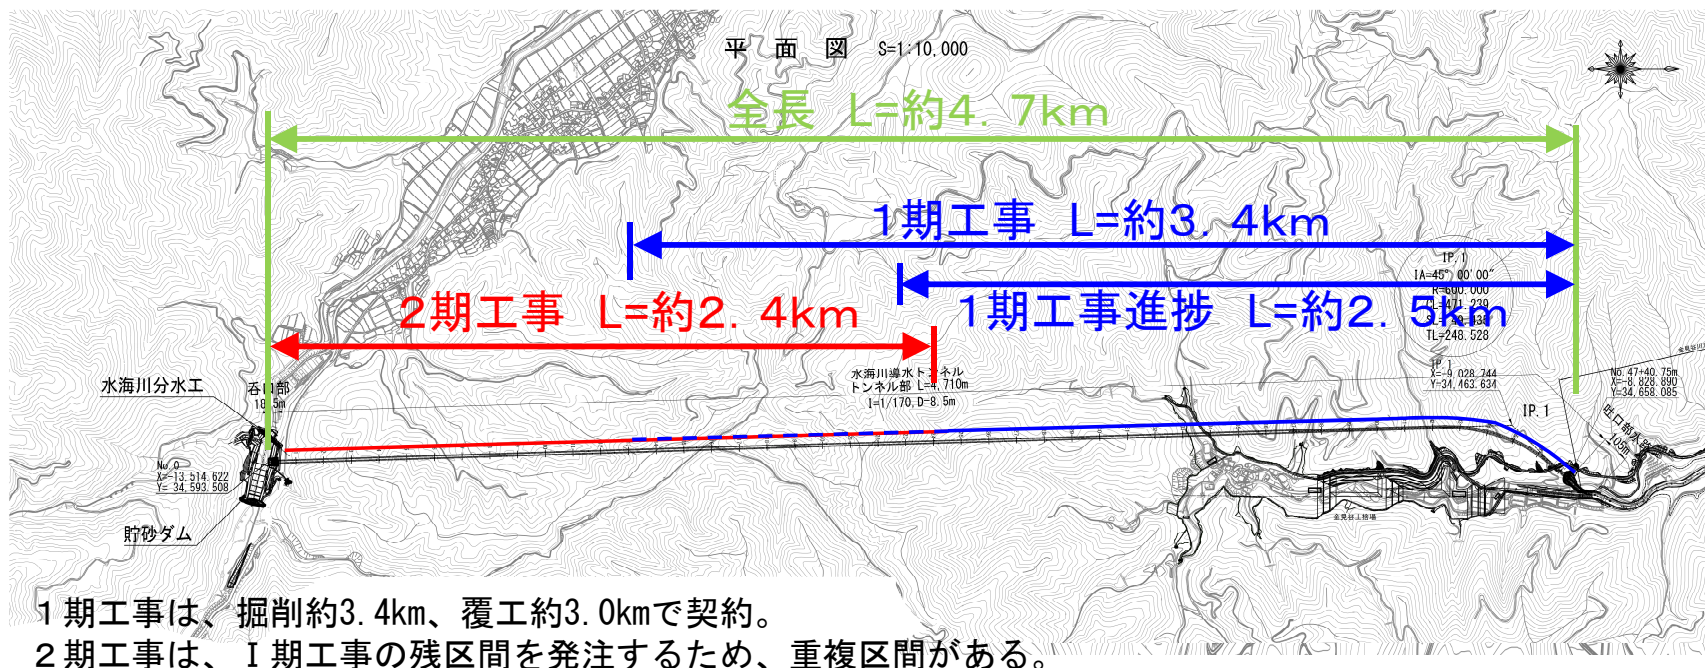 平面図 S=1:10,000
全長 L=約4.7km
1期工事 L=約3.4km
IP.1
IA=45°00'00"
R=600.000
CL=471.239
TL=248.528
1期工事進捗 L=約2.5km
2期工事 L=約2.4km
水海川導水トンネル
トンネル部 L=4,710m
I=1/170,D=8.5m
水海川分水工
呑口部
IP.1
X=-9,028.744
Y=34,463.634
No.47+40.75m
X=-8,828.890
Y=34,658.085
IP.1
吐口部水路
105m
No.0
X=-13,514.622
Y= 34,593.508
貯砂ダム
1期工事は、掘削約3.4km、覆工約3.0kmで契約。
2期工事は、Ⅰ期工事の残区間を発注するため、重複区間がある。